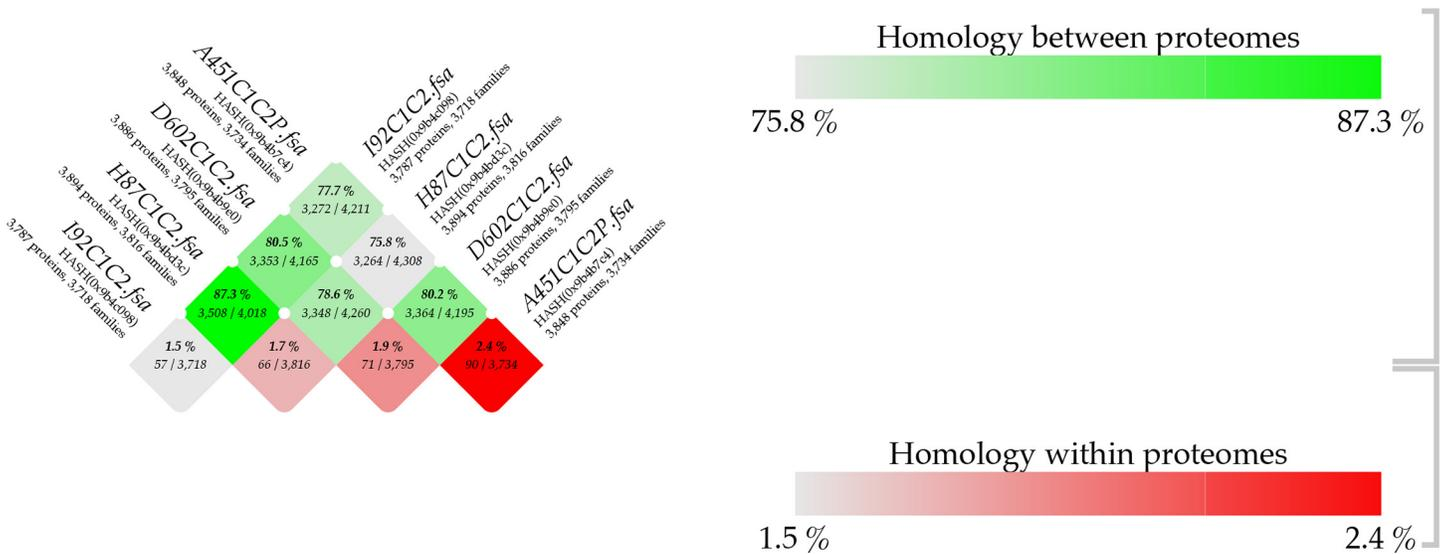 A451C1C2P.fsa
HASH(0x9b4b7c4)
3,848 proteins, 3,734 families
D602C1C2.fsa
HASH(0x9b4b9e0)
3,886 proteins, 3,795 families
H87C1C2.fsa
HASH(0x9b4bd3c)
3,894 proteins, 3,816 families
I92C1C2.fsa
HASH(0x9b4c098)
3,787 proteins, 3,718 families
I92C1C2.fsa
HASH(0x9b4c098)
3,787 proteins, 3,718 families
H87C1C2.fsa
HASH(0x9b4bd3c)
3,894 proteins, 3,816 families
D602C1C2.fsa
HASH(0x9b4b9e0)
3,886 proteins, 3,795 families
A451C1C2P.fsa
HASH(0x9b4b7c4)
3,848 proteins, 3,734 families
77.7 %
3,272 / 4,211
80.5 %
3,353 / 4,165
75.8 %
3,264 / 4,308
87.3 %
3,508 / 4,018
78.6 %
3,348 / 4,260
80.2 %
3,364 / 4,195
1.5 %
57 / 3,718
1.7 %
66 / 3,816
1.9 %
71 / 3,795
2.4 %
90 / 3,734
Homology between proteomes
75.8 %
87.3 %
Homology within proteomes
1.5 %
2.4 %